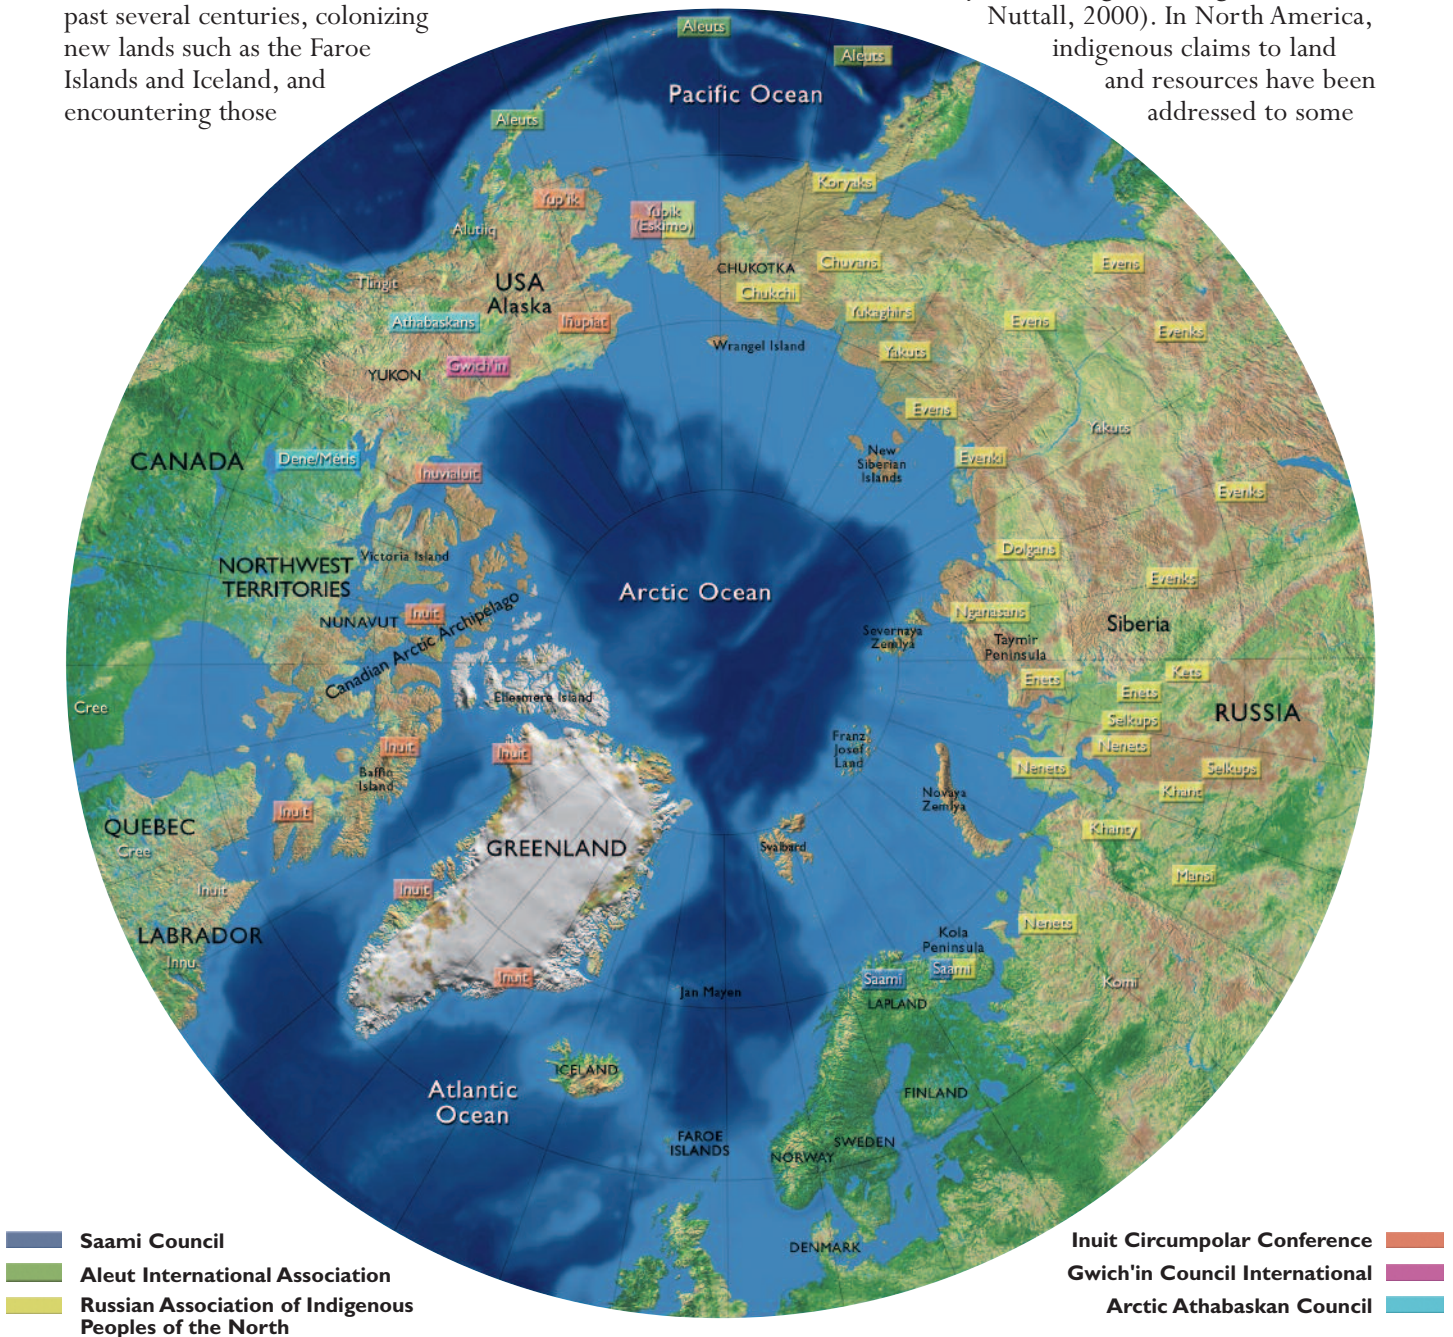 past several centuries, colonizing
new lands such as the Faroe
Islands and Iceland, and
encountering those
Nuttall, 2000). In North America,
indigenous claims to land
and resources have been
addressed to some
Aleuts
Aleuts
Pacific Ocean
Aleuts
Koryaks
Yup'ik
Yupik
(Eskimo)
Alutiiq
CHUKOTKA
Chuvans
Evens
Tlingit
USA
Alaska
Chukchi
Yukaghirs
Athabaskans
Iñupiat
Evens
Evenks
Wrangel Island
Yakuts
YUKON
Gwich'in
Evens
Yakuts
CANADA
Dene/Métis
Inuvialuit
New
Siberian
Islands
Evenki
Evenks
Victoria Island
Dolgans
NORTHWEST
TERRITORIES
Evenks
Arctic Ocean
NUNAVUT
Inuit
Canadian Arctic Archipelago
Nganasans
Severnaya
Zemlya
Taymir
Peninsula
Siberia
Kets
Enets
Enets
Ellesmere Island
Cree
Selkups
RUSSIA
Inuit
Inuit
Franz
Josef
Land
Nenets
Nenets
Selkups
Baffin
Island
Novaya
Zemlya
Khant
Inuit
QUEBEC
Cree
GREENLAND
Svalbard
Khanty
Inuit
Inuit
Mansi
LABRADOR
Innu
Nenets
Kola
Peninsula
Inuit
Saami
Saami
Komi
Jan Mayen
LAPLAND
ICELAND
Atlantic
Ocean
FINLAND
FAROE
ISLANDS
SWEDEN
NORWAY
DENMARK
Saami Council
Aleut International Association
Russian Association of Indigenous
Peoples of the North
Inuit Circumpolar Conference
Gwich'in Council International
Arctic Athabaskan Council